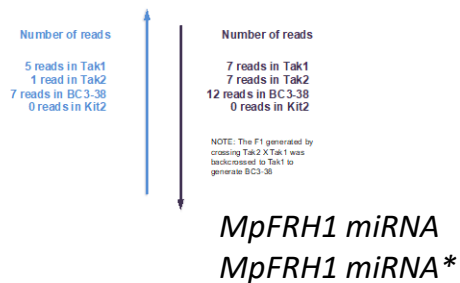 Number of reads
5 reads in Tak1
1 read in Tak2
7 reads in BC3-38
0 reads in Kit2
Number of reads
7 reads in Tak1
7 reads in Tak2
12 reads in BC3-38
0 reads in Kit2
NOTE: The F1 generated by
crossing Tak2 X Tak1 was
backcrossed to Tak1 to
generate BC3-38
MpFRH1 miRNA
MpFRH1 miRNA*